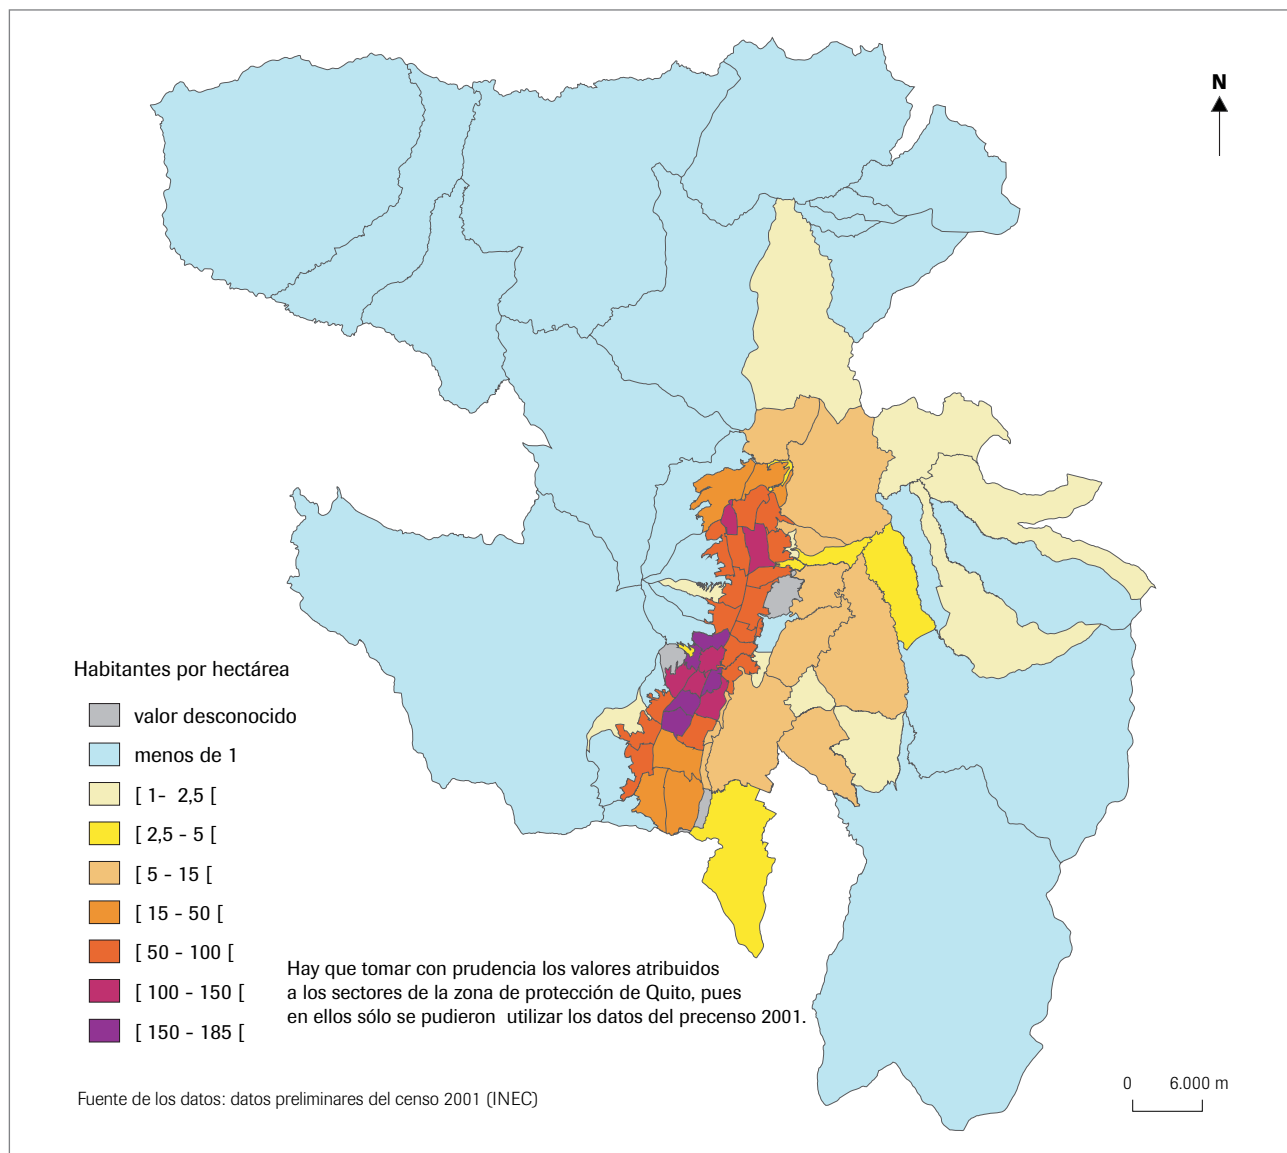 N
Habitantes por hectárea
valor desconocido
menos de 1
[ 1- 2,5 [
[ 2,5 - 5 [
[ 5 - 15 [
[ 15 - 50 [
[ 50 - 100 [
[ 100 - 150 [
[ 150 - 185 [
Hay que tomar con prudencia los valores atribuidos
a los sectores de la zona de protección de Quito, pues
en ellos sólo se pudieron utilizar los datos del precenso 2001.
0 6.000 m
Fuente de los datos: datos preliminares del censo 2001 (INEC)